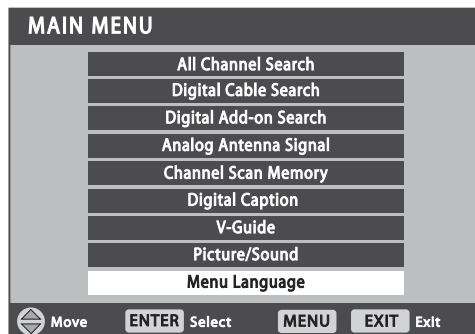 MAIN MENU
All Channel Search
Digital Cable Search
Digital Add-on Search
Analog Antenna Signal
Channel Scan Memory
Digital Caption
V-Guide
Picture/Sound
Menu Language
Move ENTER Select MENU EXIT Exit